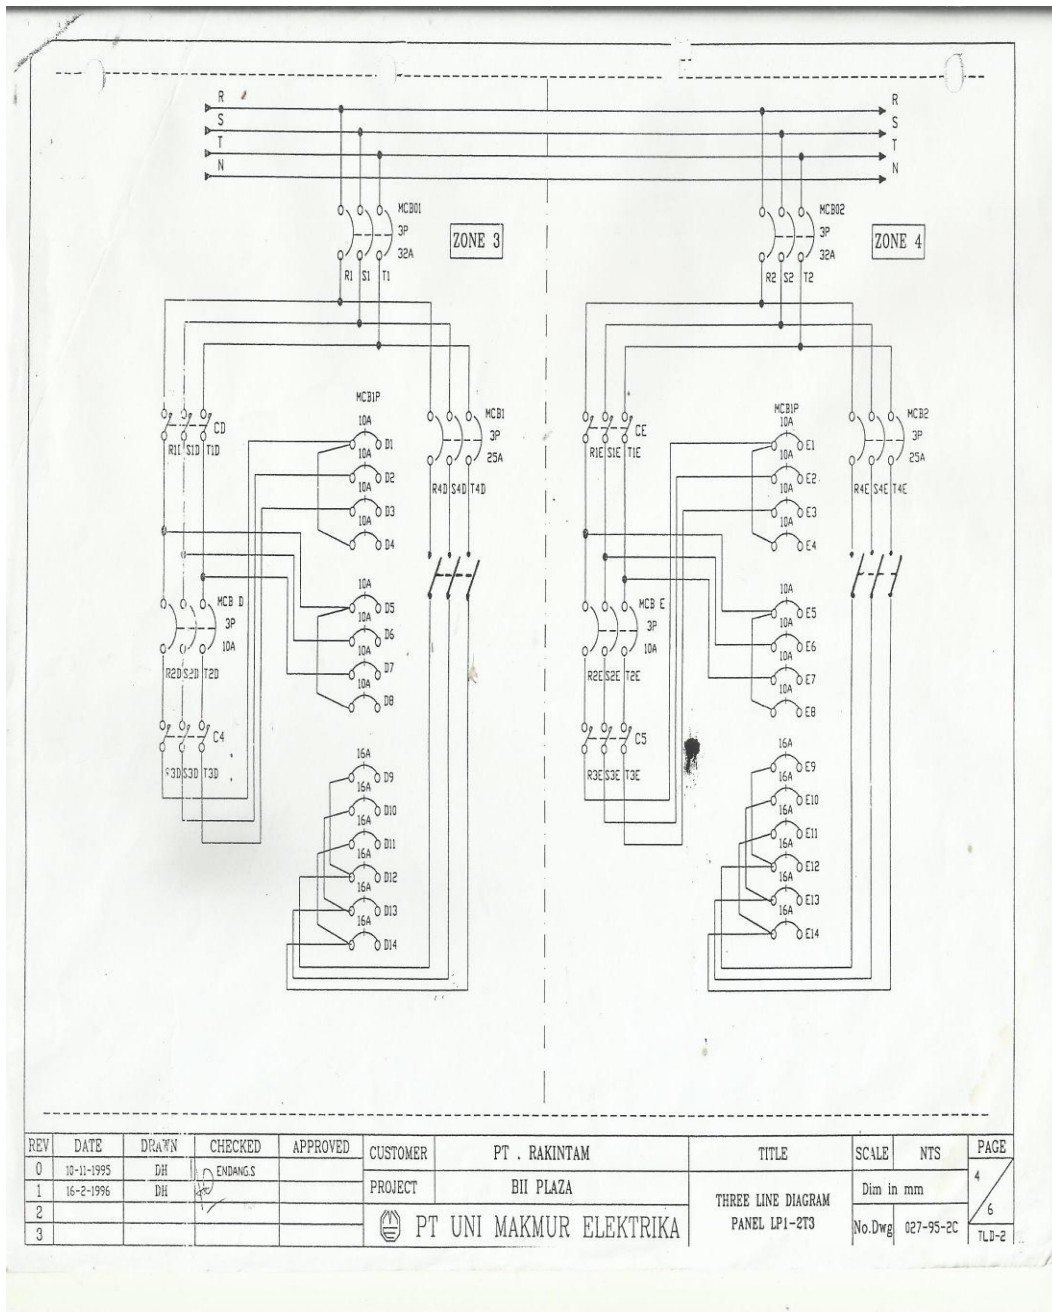 R
S
T
N
R
S
T
N
MCB01
3P
32A
ZONE 3
R1 S1 T1
MCB02
3P
32A
ZONE 4
R2 S2 T2
CD
S1D T1D
MCB1P
10A
D1
10A
D2
10A
D3
10A
D4
MCB1
3P
25A
R4D S4D T4D
CE
R1E S1E T1E
MCB1P
10A
E1
10A
E2
10A
E3
10A
E4
MCB2
3P
25A
R4E S4E T4E
MCB D
3P
10A
R2D S2D T2D
10A
D5
10A
D6
10A
D7
10A
D8
MCB E
3P
10A
R2E S2E T2E
10A
E5
10A
E6
10A
E7
10A
E8
C4
S3D T3D
16A
D9
16A
D10
16A
D11
16A
D12
16A
D13
16A
D14
C5
R3E S3E T3E
16A
E9
16A
E10
16A
E11
16A
E12
16A
E13
16A
E14
REV DATE DRAWN CHECKED APPROVED
0 10-11-1995 DH ENDANG.S
1 16-2-1996 DH
2
3
CUSTOMER PT . RAKINTAM
PROJECT BII PLAZA
PT UNI MAKMUR ELEKTRIKA
TITLE
THREE LINE DIAGRAM
PANEL LP1-2T3
SCALE NTS
Dim in mm
No.Dwg 027-95-2C
PAGE
4
6
TLD-2